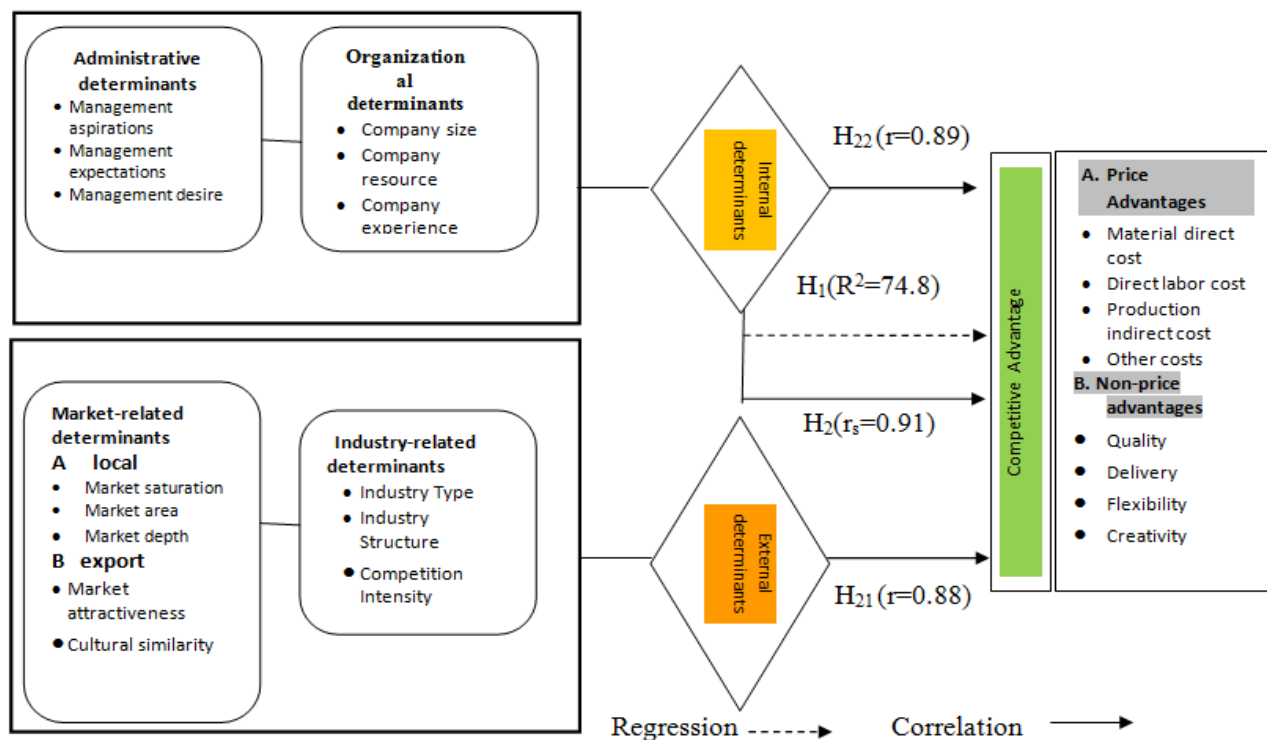 Administrative
determinants
• Management
aspirations
• Management
expectations
• Management desire
Organization
al
determinants
• Company size
• Company
resource
• Company
experience
Internal
determinants
H22 (r=0.89)
H1(R2=74.8)
H2(rs=0.91)
Market-related
determinants
A local
• Market saturation
• Market area
• Market depth
B export
• Market
attractiveness
• Cultural similarity
Industry-related
determinants
• Industry Type
• Industry
Structure
• Competition
Intensity
External
determinants
H21 (r=0.88)
Competitive Advantage
A. Price
Advantages
• Material direct
cost
• Direct labor cost
• Production
indirect cost
• Other costs
B. Non-price
advantages
• Quality
• Delivery
• Flexibility
• Creativity
Regression Correlation